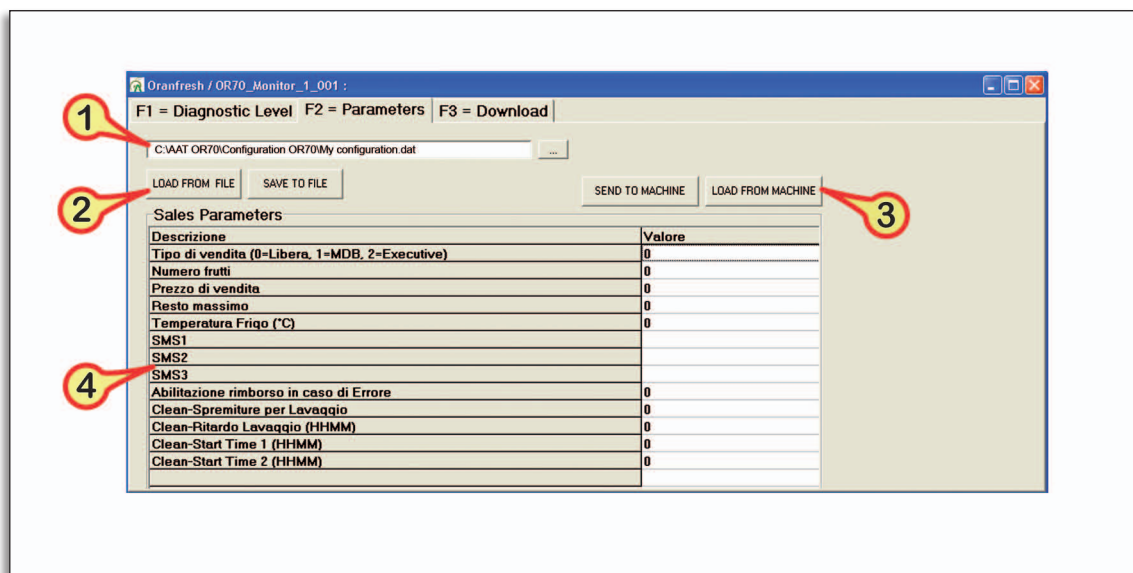 Oranfresh / OR70_Monitor_1_001 :
F1 = Diagnostic Level F2 = Parameters F3 = Download
1
C:\AAT OR70\Configuration OR70\My configuration.dat ...
LOAD FROM FILE SAVE TO FILE SEND TO MACHINE LOAD FROM MACHINE
2 3
Sales Parameters
Descrizione Valore
Tipo di vendita (0=Libera, 1=MDB, 2=Executive) 0
Numero frutti 0
Prezzo di vendita 0
Resto massimo 0
Temperatura Frigo (°C) 0
SMS1
SMS2
SMS3
4
Abilitazione rimborso in caso di Errore 0
Clean-Spremiture per Lavaggio 0
Clean-Ritardo Lavaggio (HHMM) 0
Clean-Start Time 1 (HHMM) 0
Clean-Start Time 2 (HHMM) 0